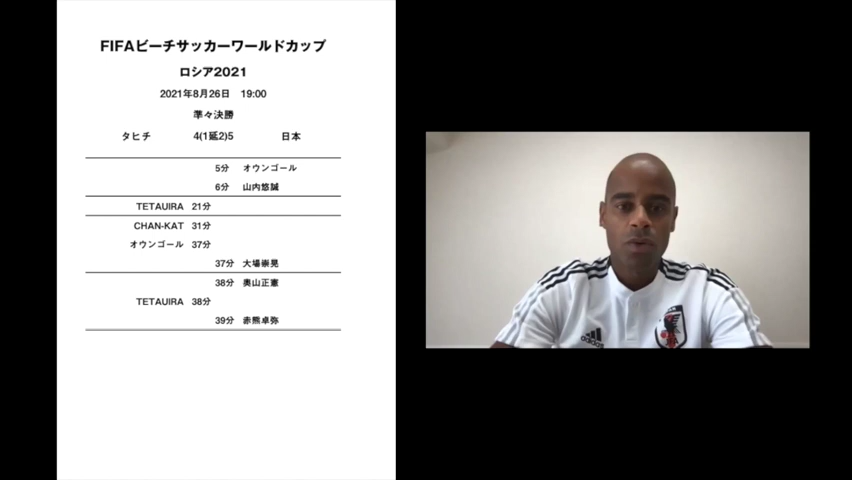 FIFAビーチサッカーワールドカップ
ロシア2021
2021年8月26日 19:00
準々決勝
タヒチ 4(1延2)5 日本
5分 オウンゴール
6分 山内悠誠
TETAUIRA 21分
CHAN-KAT 31分
オウンゴール 37分
37分 大場崇晃
38分 奥山正憲
TETAUIRA 38分
39分 赤熊卓弥
adidas
JFA